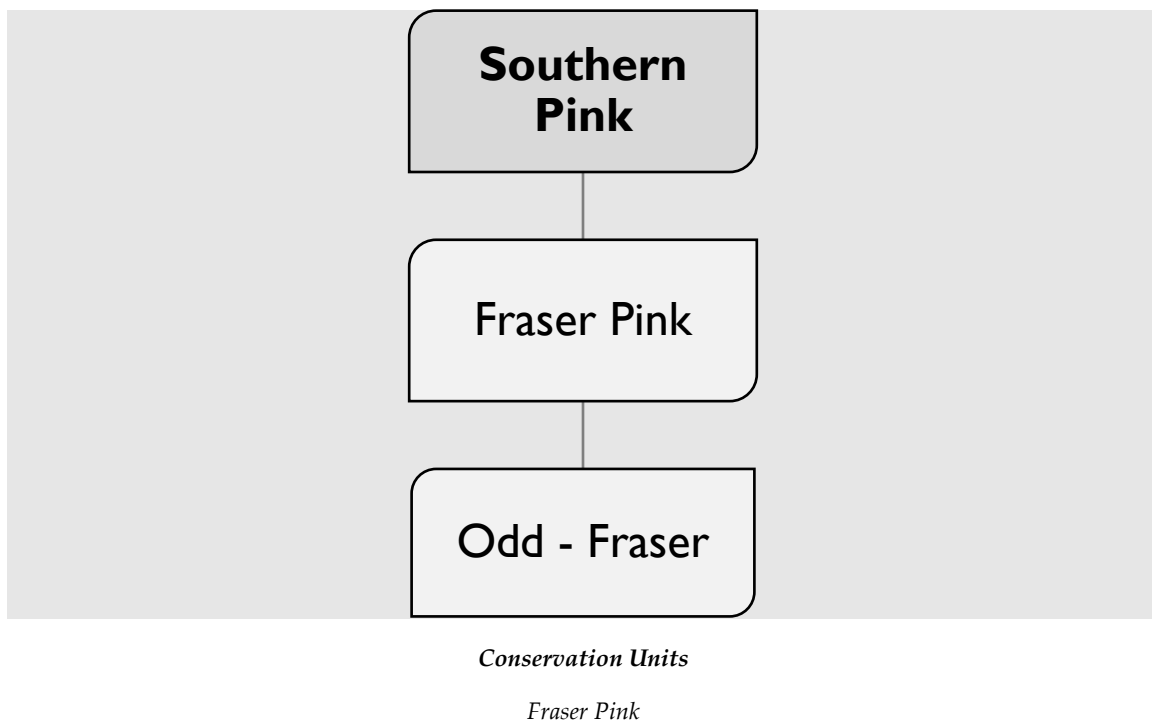 Southern
Pink
Fraser Pink
Odd - Fraser
Conservation Units
Fraser Pink